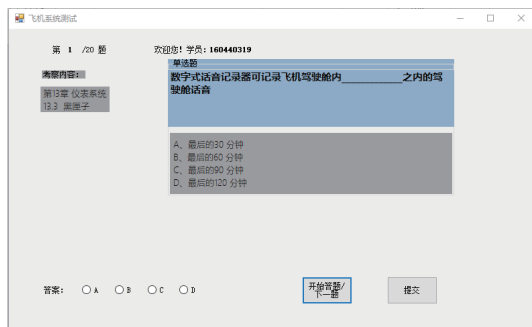 飞机系统测试
第 1 /20 题 欢迎您! 学员: 160440319
考察内容:
第13章 仪表系统
13.3 黑匣子
单选题
数字式话音记录器可记录飞机驾驶舱内__________之内的驾
驶舱话音
A、最后的30 分钟
B、最后的60 分钟
C、最后的90 分钟
D、最后的120 分钟
答案: A B C D
开始答题/
下一题
提交